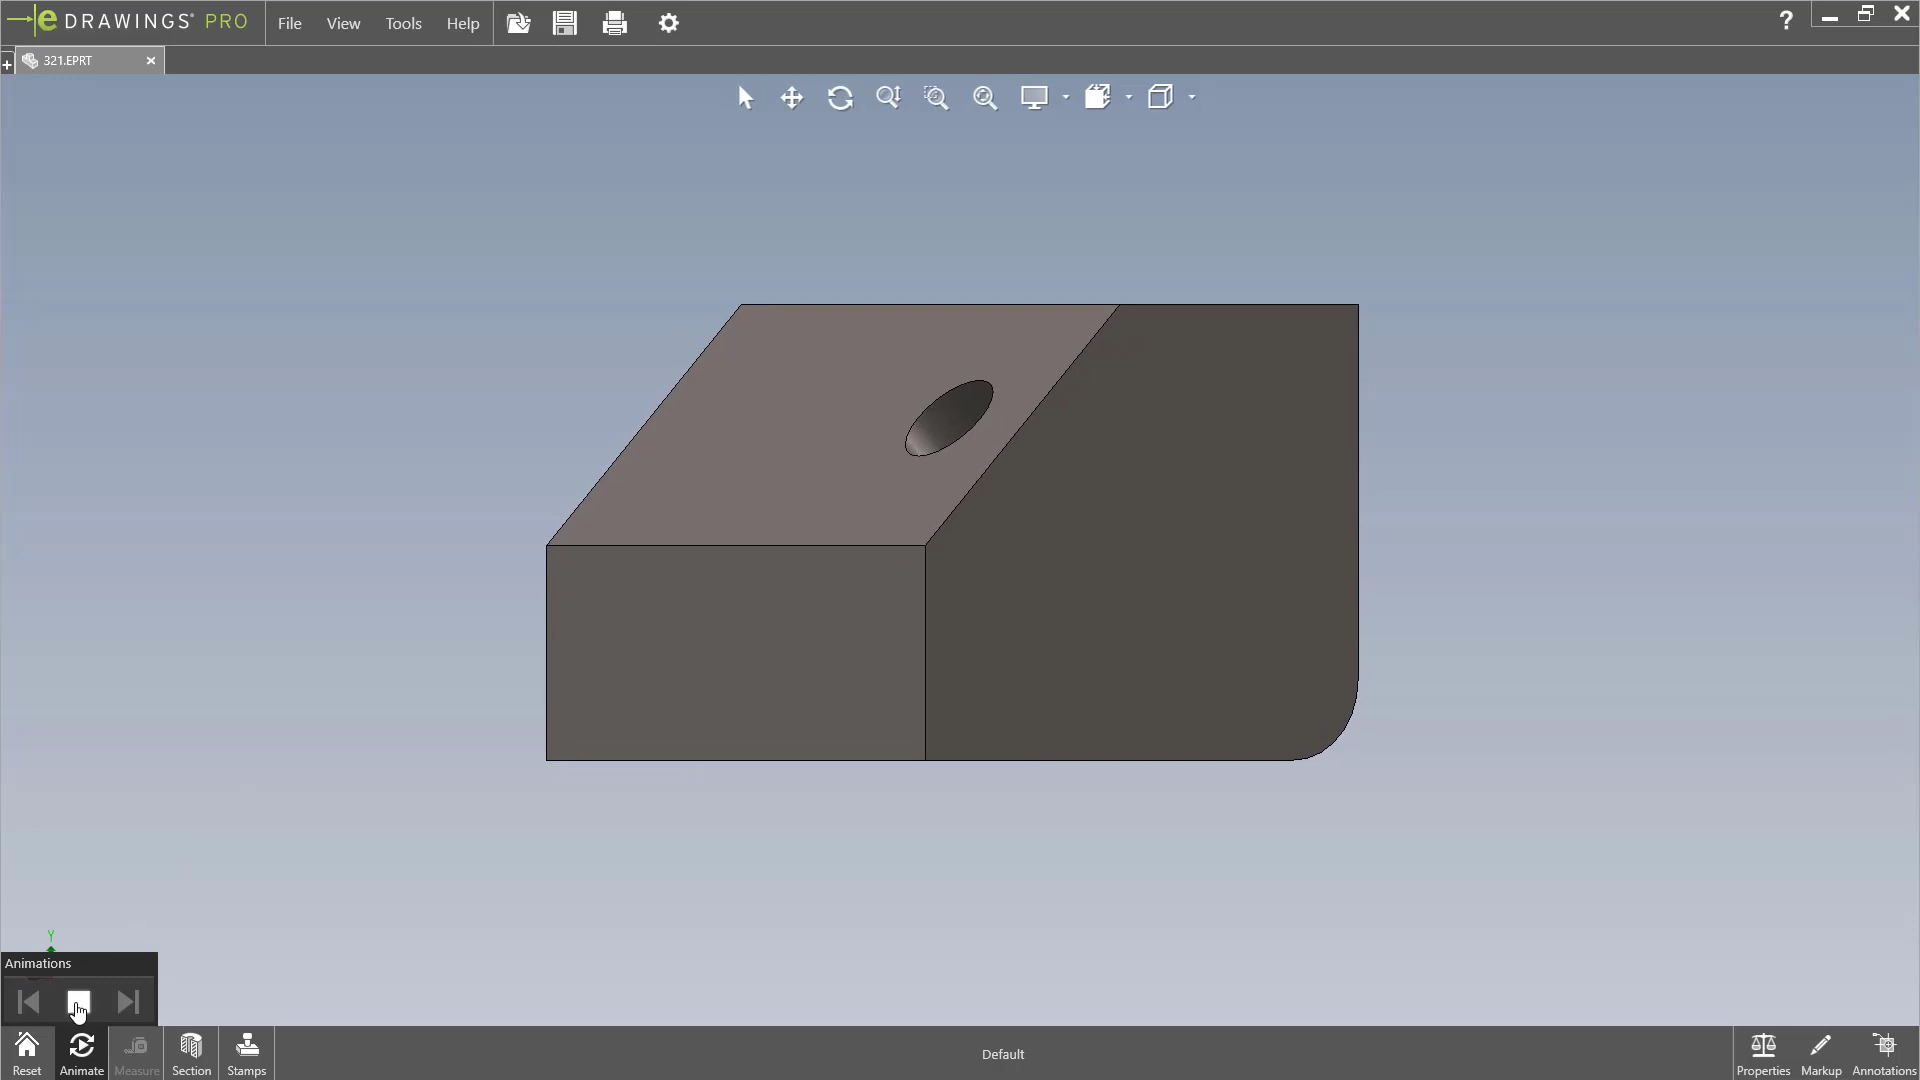 eDRAWINGS® PRO
File View Tools Help
?
321.EPRT
Y
Animations
Reset Animate Measure Section Stamps
Default
Properties Markup Annotations